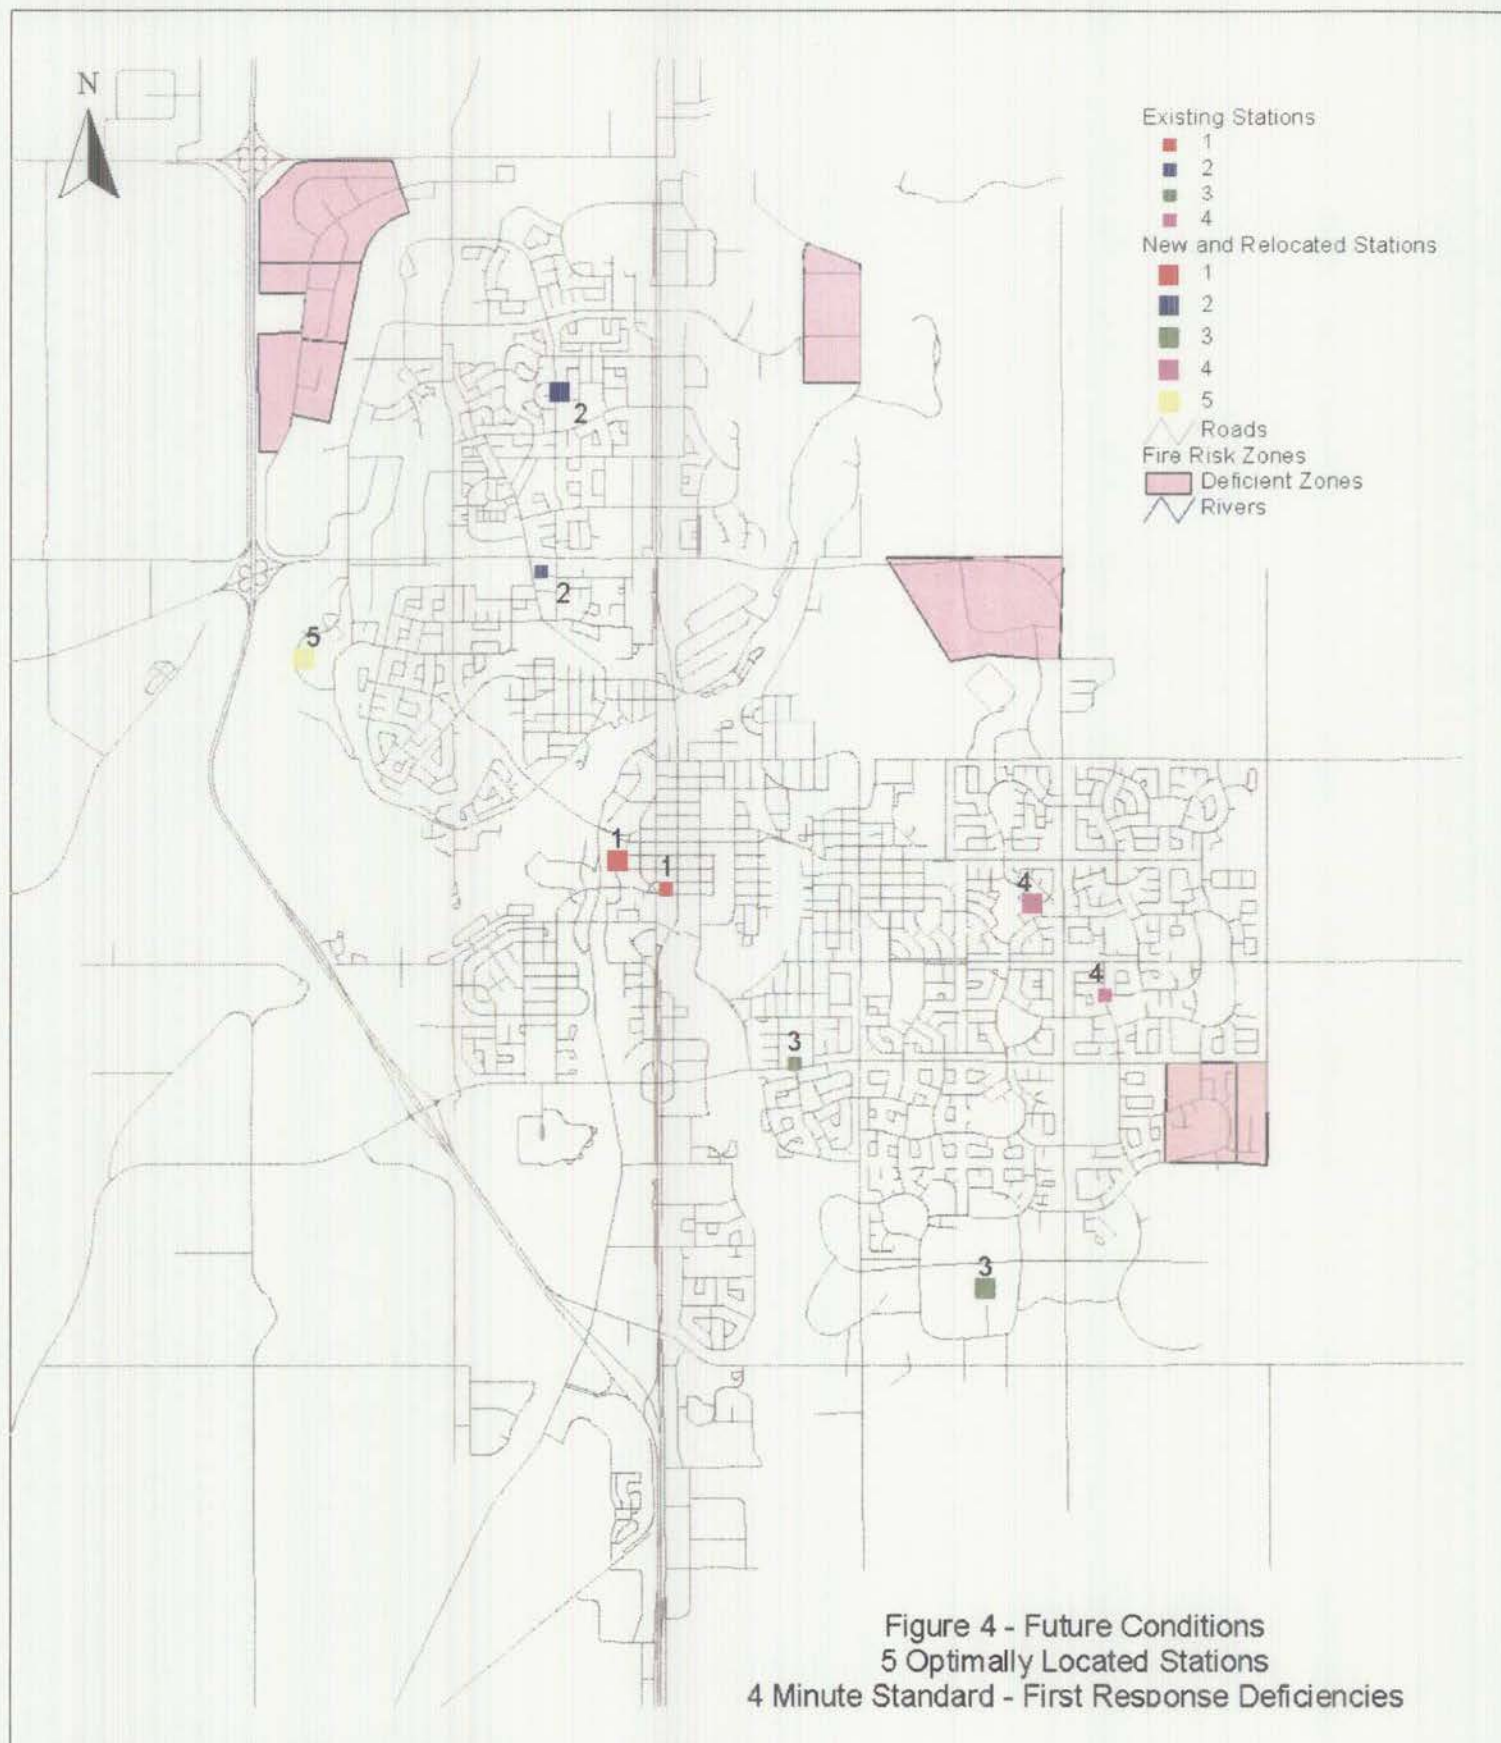 N
Existing Stations
1
2
3
4
New and Relocated Stations
1
2
3
4
5
Roads
Fire Risk Zones
Deficient Zones
Rivers
2
2
5
1
1
4
4
3
3
Figure 4 - Future Conditions
5 Optimally Located Stations
4 Minute Standard - First Response Deficiencies